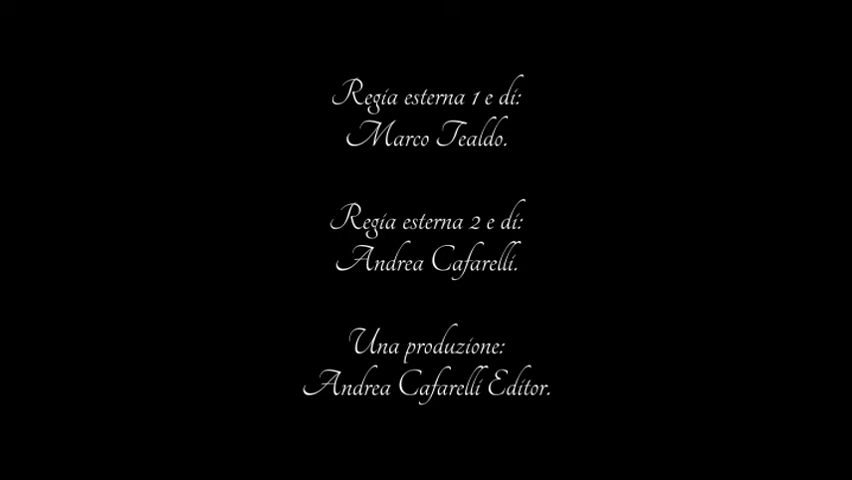 Regia esterna 1 e di:
Marco Tealdo.
Regia esterna 2 e di:
Andrea Cafarelli.
Una produzione:
Andrea Cafarelli Editor.